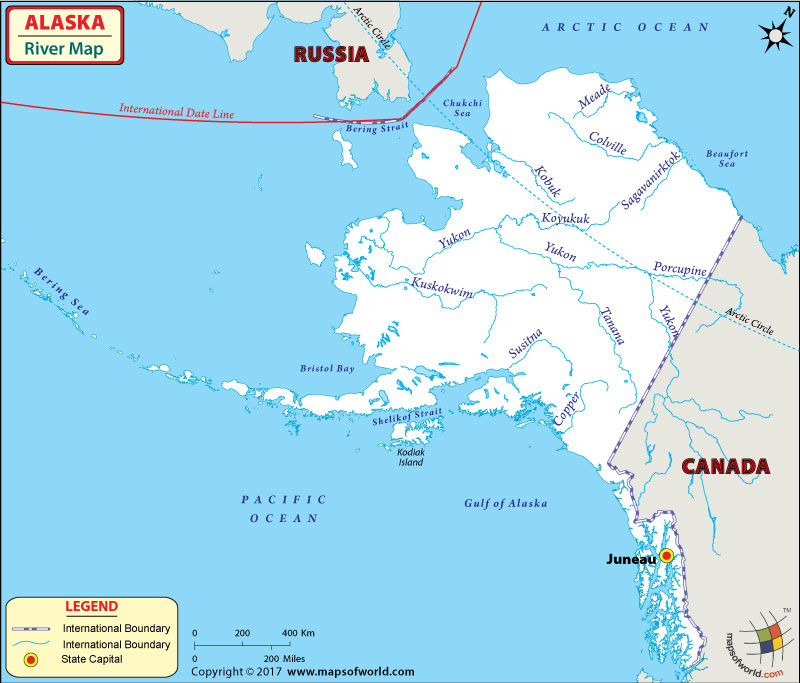 ALASKA
River Map
RUSSIA
Arctic Circle
N
ARCTIC OCEAN
International Date Line
Bering Strait
Chukchi
Sea
Meade
Colville
Beaufort
Sea
Kobuk
Sagavanirktok
Koyukuk
Yukon
Yukon
Porcupine
Kuskokwim
Yukon
Tanana
Arctic Circle
Bering Sea
Susitna
Bristol Bay
Copper
Shelikof Strait
Kodiak
Island
CANADA
PACIFIC
OCEAN
Gulf of Alaska
Juneau
LEGEND
International Boundary
International Boundary
State Capital
0 200 400 Km
0 200 Miles
Copyright © 2017 www.mapsofworld.com
mapsofworld.com
TM